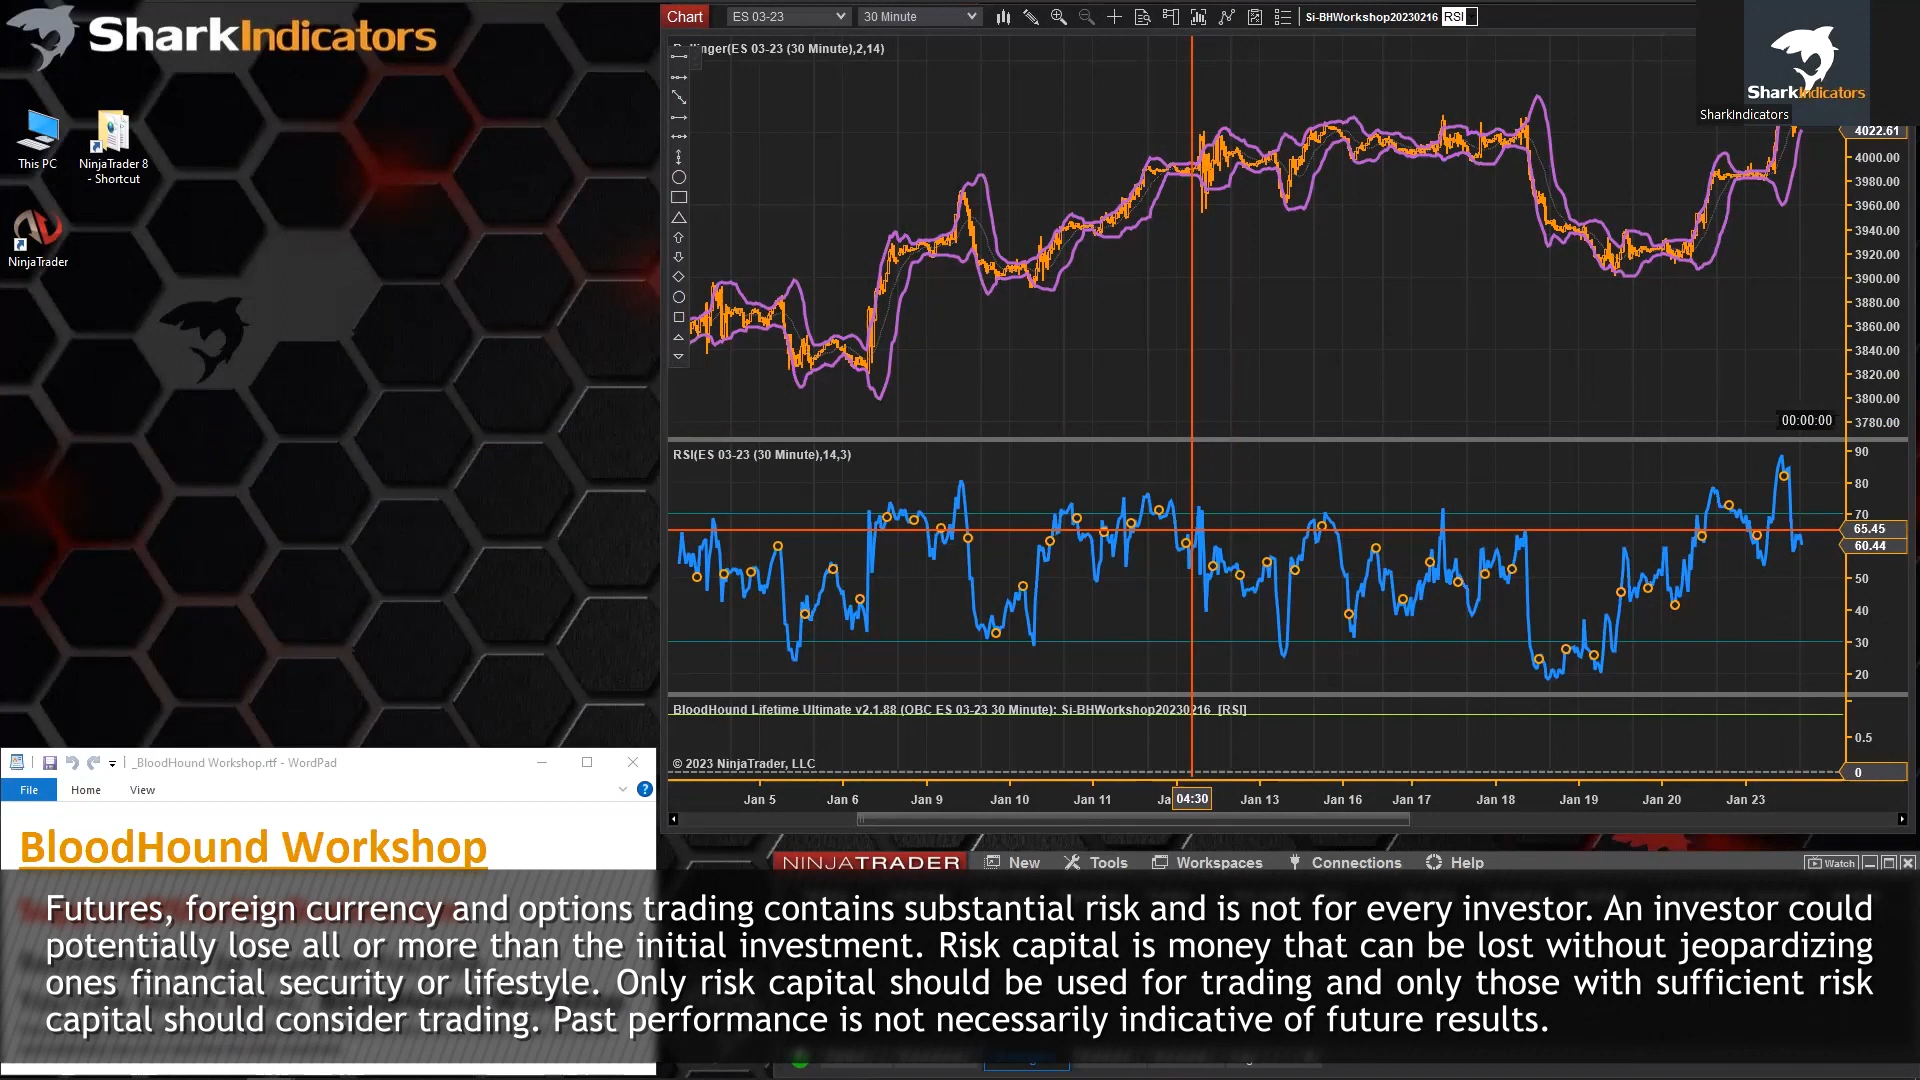 SharkIndicators
This PC
NinjaTrader 8
- Shortcut
NinjaTrader
Chart
ES 03-23
30 Minute
Si-BHWorkshop20230216
RSI
SharkIndicators
SharkIndicators
(ES 03-23 (30 Minute),2,14)
4022.61
4000.00
3980.00
3960.00
3940.00
3920.00
3900.00
3880.00
3860.00
3840.00
3820.00
3800.00
3780.00
00:00:00
RSI(ES 03-23 (30 Minute),14,3)
90
80
70
65.45
60.44
50
40
30
20
BloodHound Lifetime Ultimate v2.1.88 (OBC ES 03-23 30 Minute): Si-BHWorkshop20230216 [RSI]
0.5
© 2023 NinjaTrader, LLC
0
Jan 5
Jan 6
Jan 9
Jan 10
Jan 11
04:30
Jan 13
Jan 16
Jan 17
Jan 18
Jan 19
Jan 20
Jan 23
_BloodHound Workshop.rtf - WordPad
File
Home
View
BloodHound Workshop
NINJATRADER
New
Tools
Workspaces
Connections
Help
Watch
Futures, foreign currency and options trading contains substantial risk and is not for every investor. An investor could
potentially lose all or more than the initial investment. Risk capital is money that can be lost without jeopardizing
ones financial security or lifestyle. Only risk capital should be used for trading and only those with sufficient risk
capital should consider trading. Past performance is not necessarily indicative of future results.